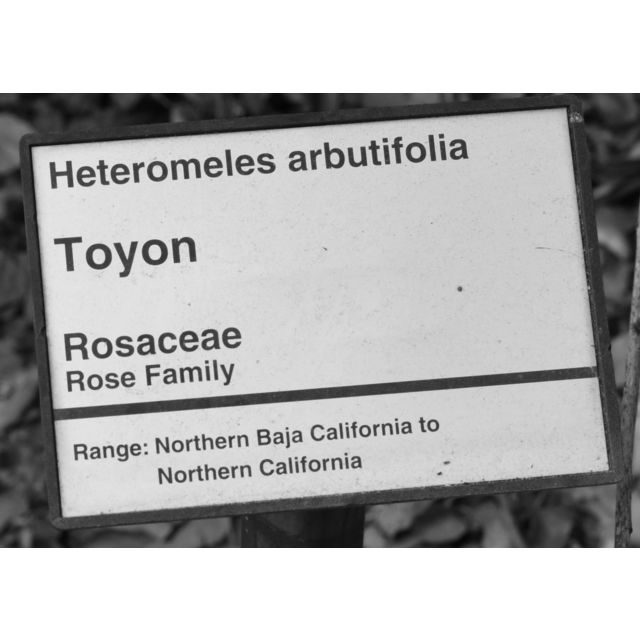 Heteromeles arbutifolia
Toyon
Rosaceae
Rose Family
Range: Northern Baja California to
Northern California